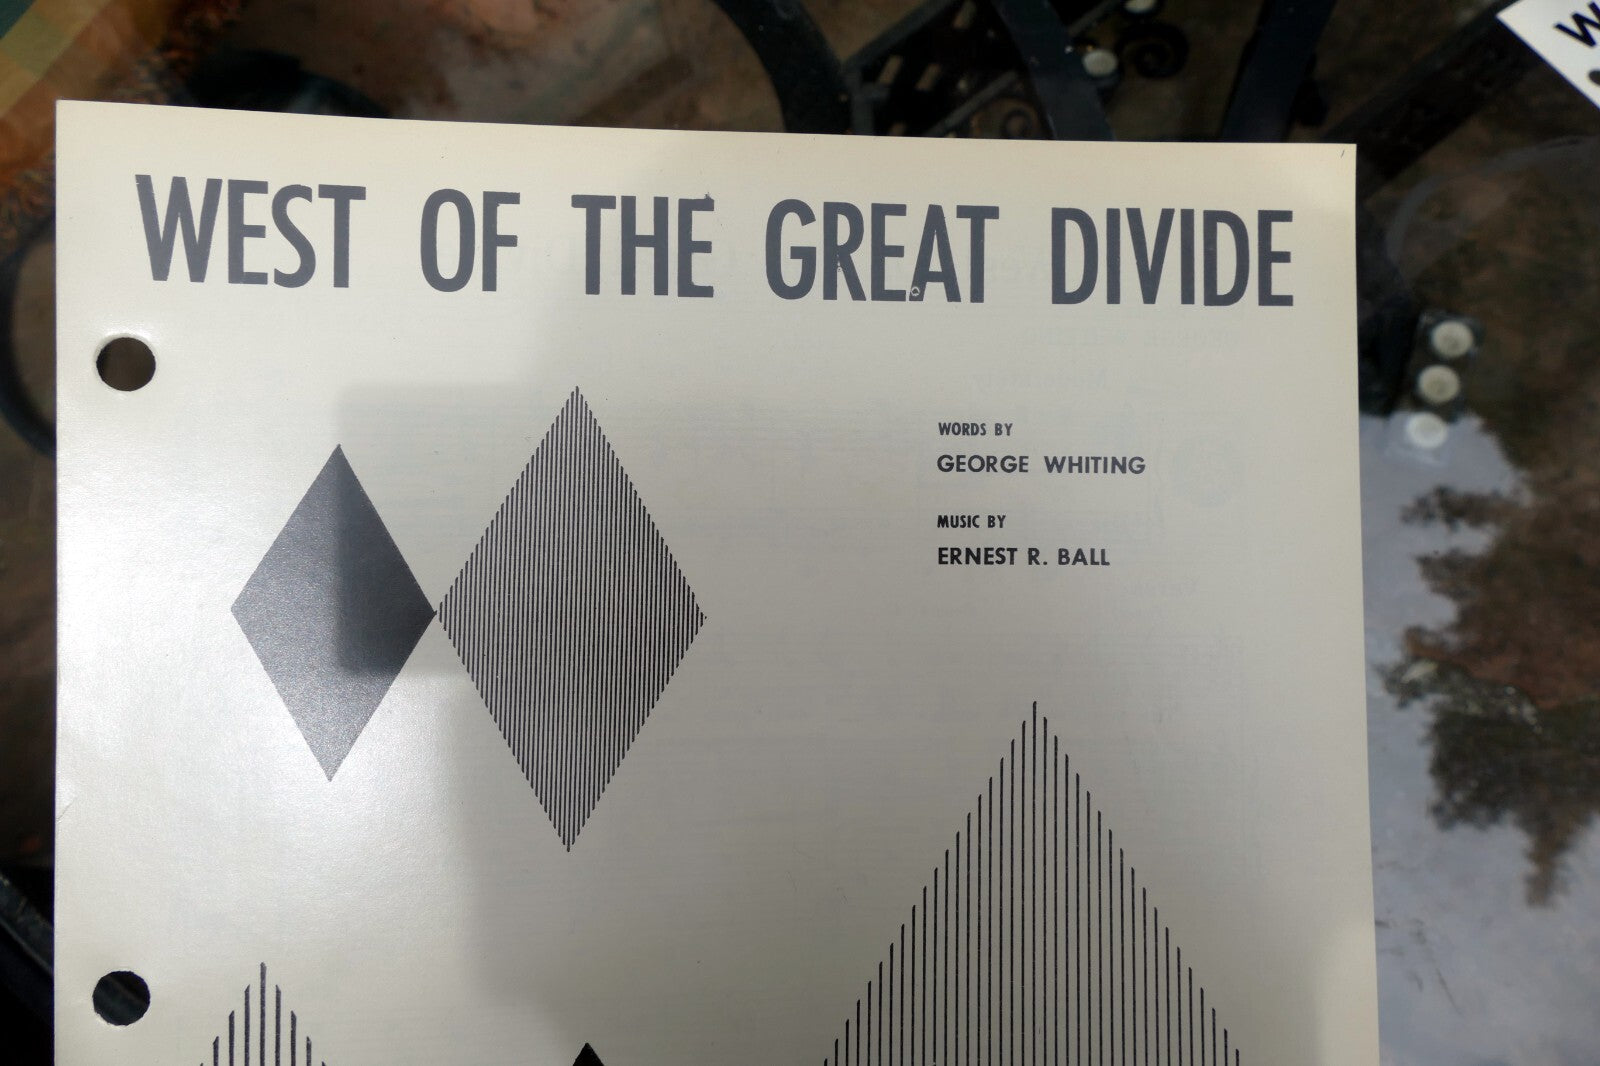 WEST OF THE GREAT DIVIDE
WORDS BY
GEORGE WHITING
MUSIC BY
ERNEST R. BALL